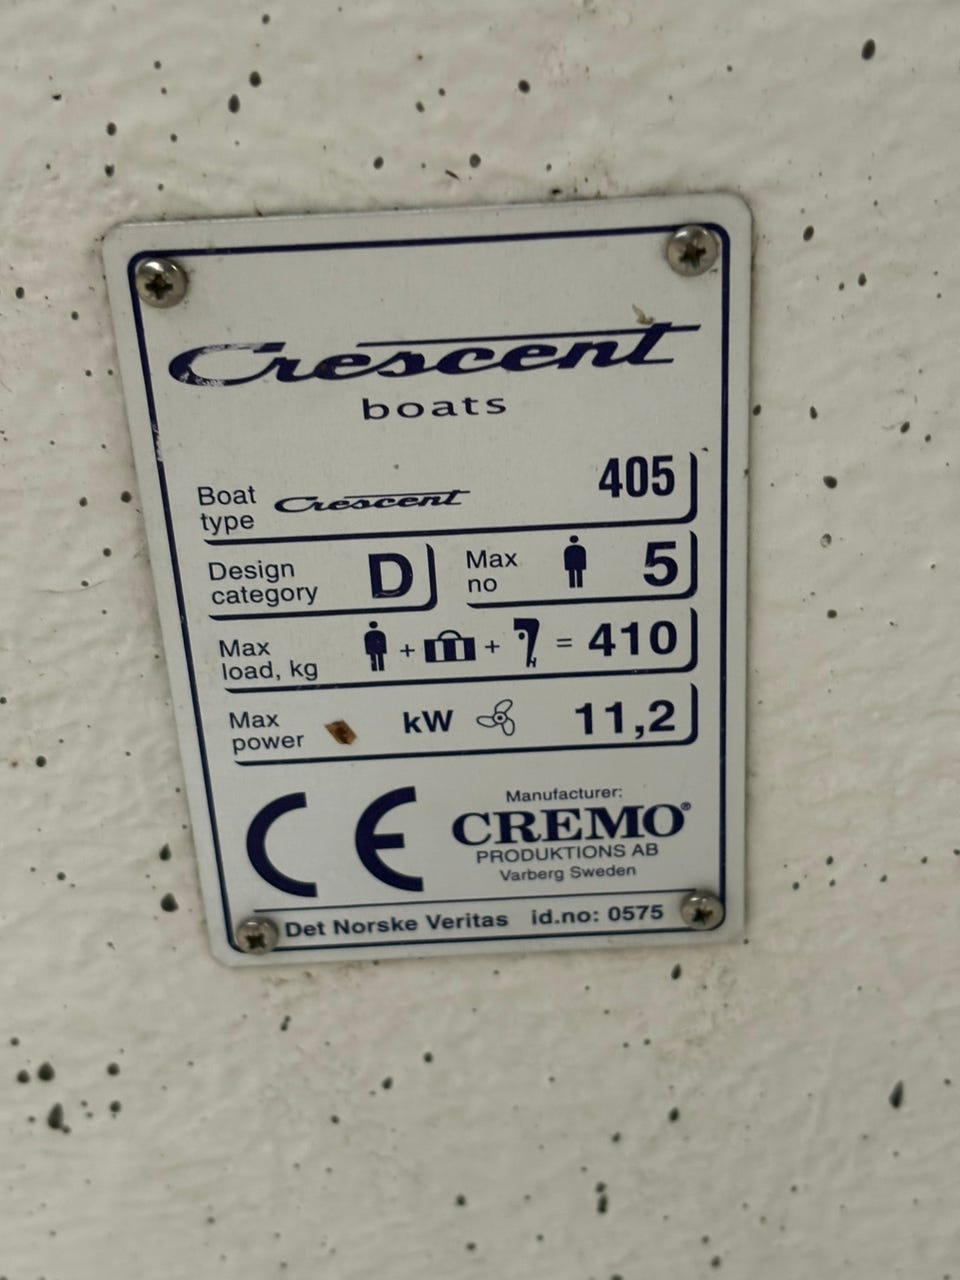 Crescent
boats
Boat type Crescent 405
Design category D
Max no 5
Max load, kg + + = 410
Max power kW 11,2
CE
Manufacturer:
CREMO®
PRODUKTIONS AB
Varberg Sweden
Det Norske Veritas id.no: 0575